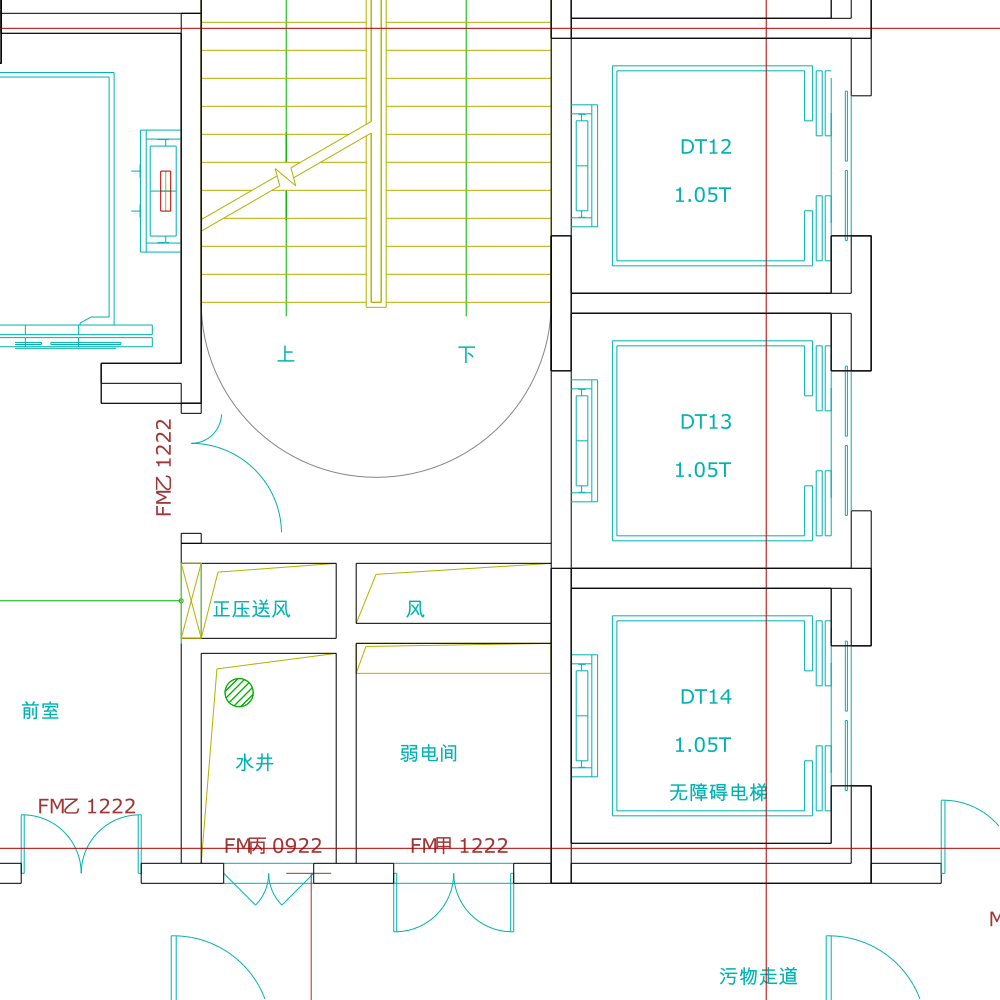 DT12
1.05T
上
下
DT13
1.05T
FM乙 1222
正压送风
风
DT14
1.05T
无障碍电梯
前室
水井
弱电间
FM乙 1222
FM丙 0922
FM甲 1222
污物走道